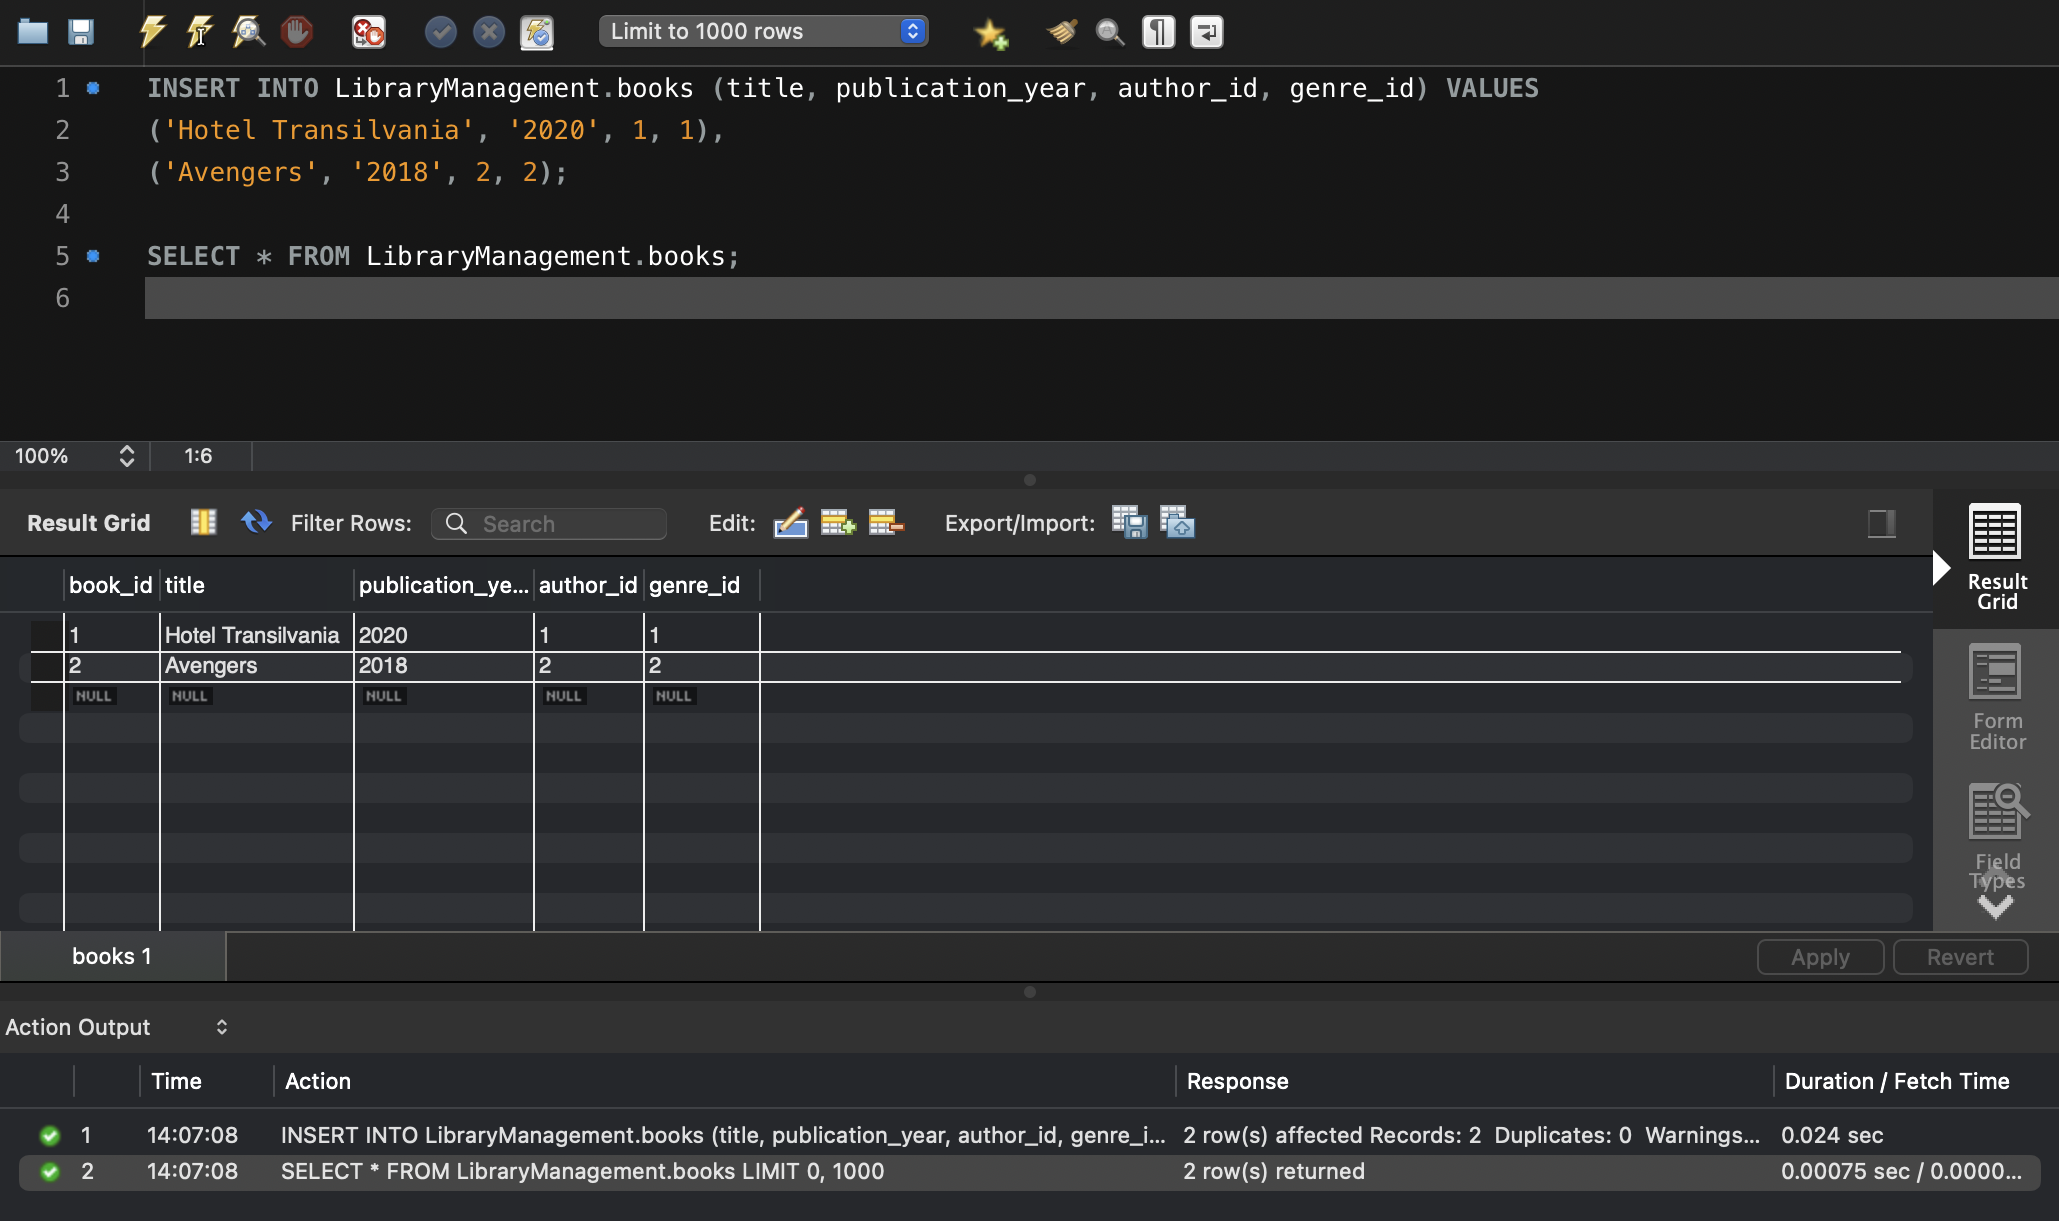 Limit to 1000 rows
1 INSERT INTO LibraryManagement.books (title, publication_year, author_id, genre_id) VALUES
2 ('Hotel Transilvania', '2020', 1, 1),
3 ('Avengers', '2018', 2, 2);
4
5 SELECT * FROM LibraryManagement.books;
6
100% 1:6
Result Grid Filter Rows: Search Edit: Export/Import:
book_id title publication_ye... author_id genre_id
1 Hotel Transilvania 2020 1 1
2 Avengers 2018 2 2
NULL NULL NULL NULL NULL
Result
Grid
Form
Editor
Field
Types
books 1 Apply Revert
Action Output
Time Action Response Duration / Fetch Time
1 14:07:08 INSERT INTO LibraryManagement.books (title, publication_year, author_id, genre_i... 2 row(s) affected Records: 2 Duplicates: 0 Warnings... 0.024 sec
2 14:07:08 SELECT * FROM LibraryManagement.books LIMIT 0, 1000 2 row(s) returned 0.00075 sec / 0.0000...